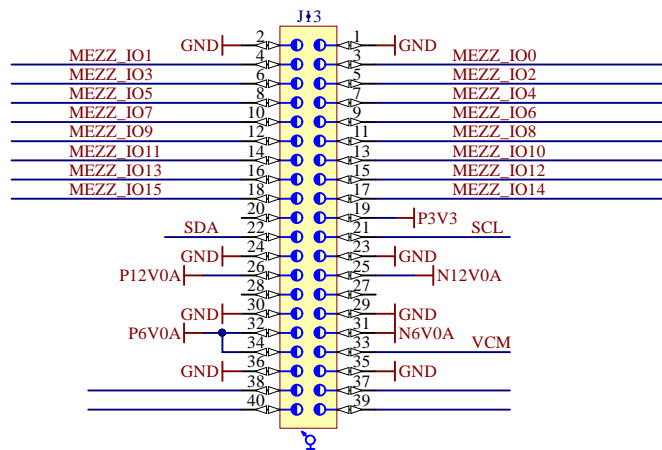 J13
GND 2 1 GND
MEZZ_IO1 4 3 MEZZ_IO0
MEZZ_IO3 6 5 MEZZ_IO2
MEZZ_IO5 8 7 MEZZ_IO4
MEZZ_IO7 10 9 MEZZ_IO6
MEZZ_IO9 12 11 MEZZ_IO8
MEZZ_IO11 14 13 MEZZ_IO10
MEZZ_IO13 16 15 MEZZ_IO12
MEZZ_IO15 18 17 MEZZ_IO14
20 19 P3V3
SDA 22 21 SCL
GND 24 23 GND
P12V0A 26 25 N12V0A
28 27
GND 30 29 GND
P6V0A 32 31 N6V0A
34 33 VCM
GND 36 35 GND
38 37
40 39